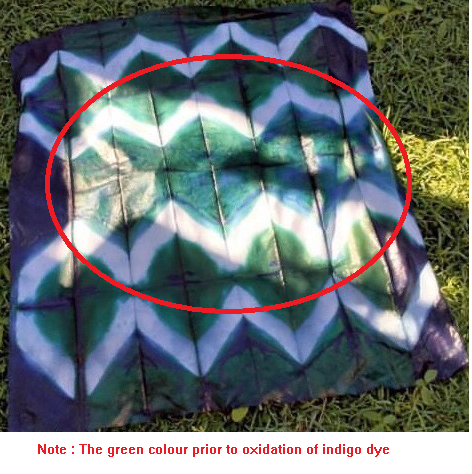 Note : The green colour prior to oxidation of indigo dye